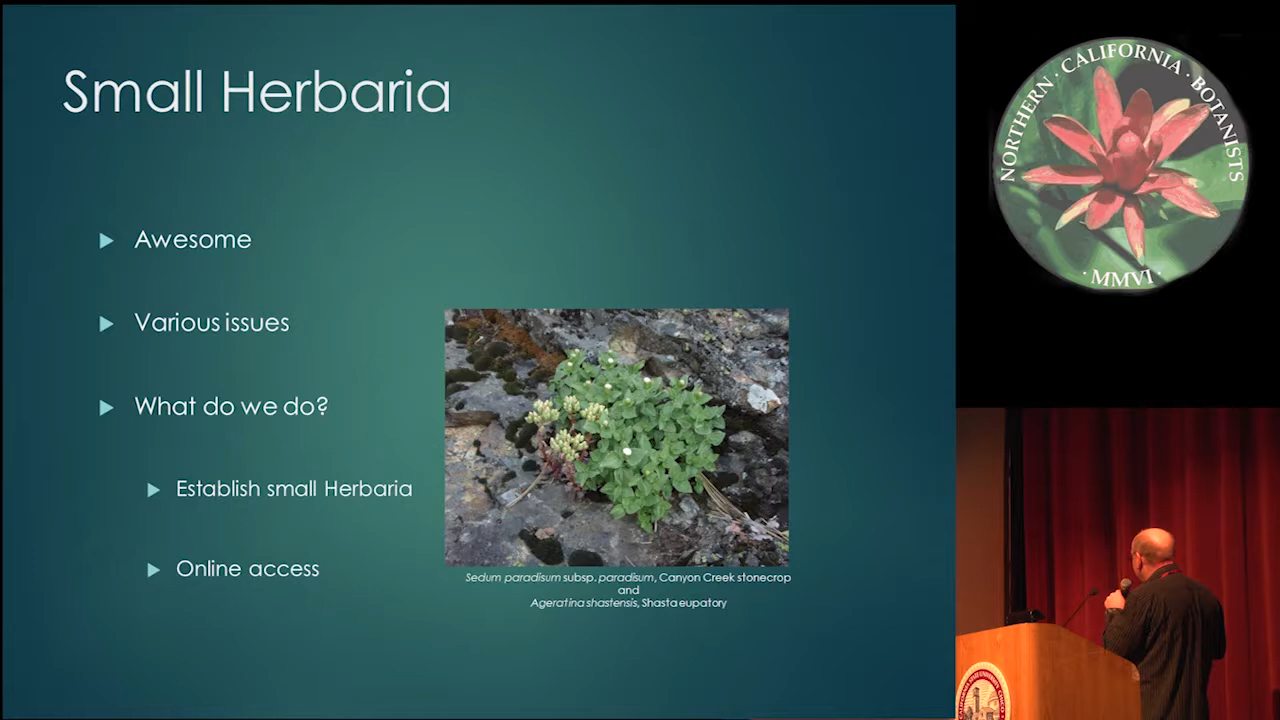 Small Herbaria
Awesome
Various issues
What do we do?
Establish small Herbaria
Online access
Sedum paradisum subsp. paradisum, Canyon Creek stonecrop
and
Ageratina shastensis, Shasta eupatory
NORTHERN · CALIFORNIA · BOTANISTS
· MMVI ·